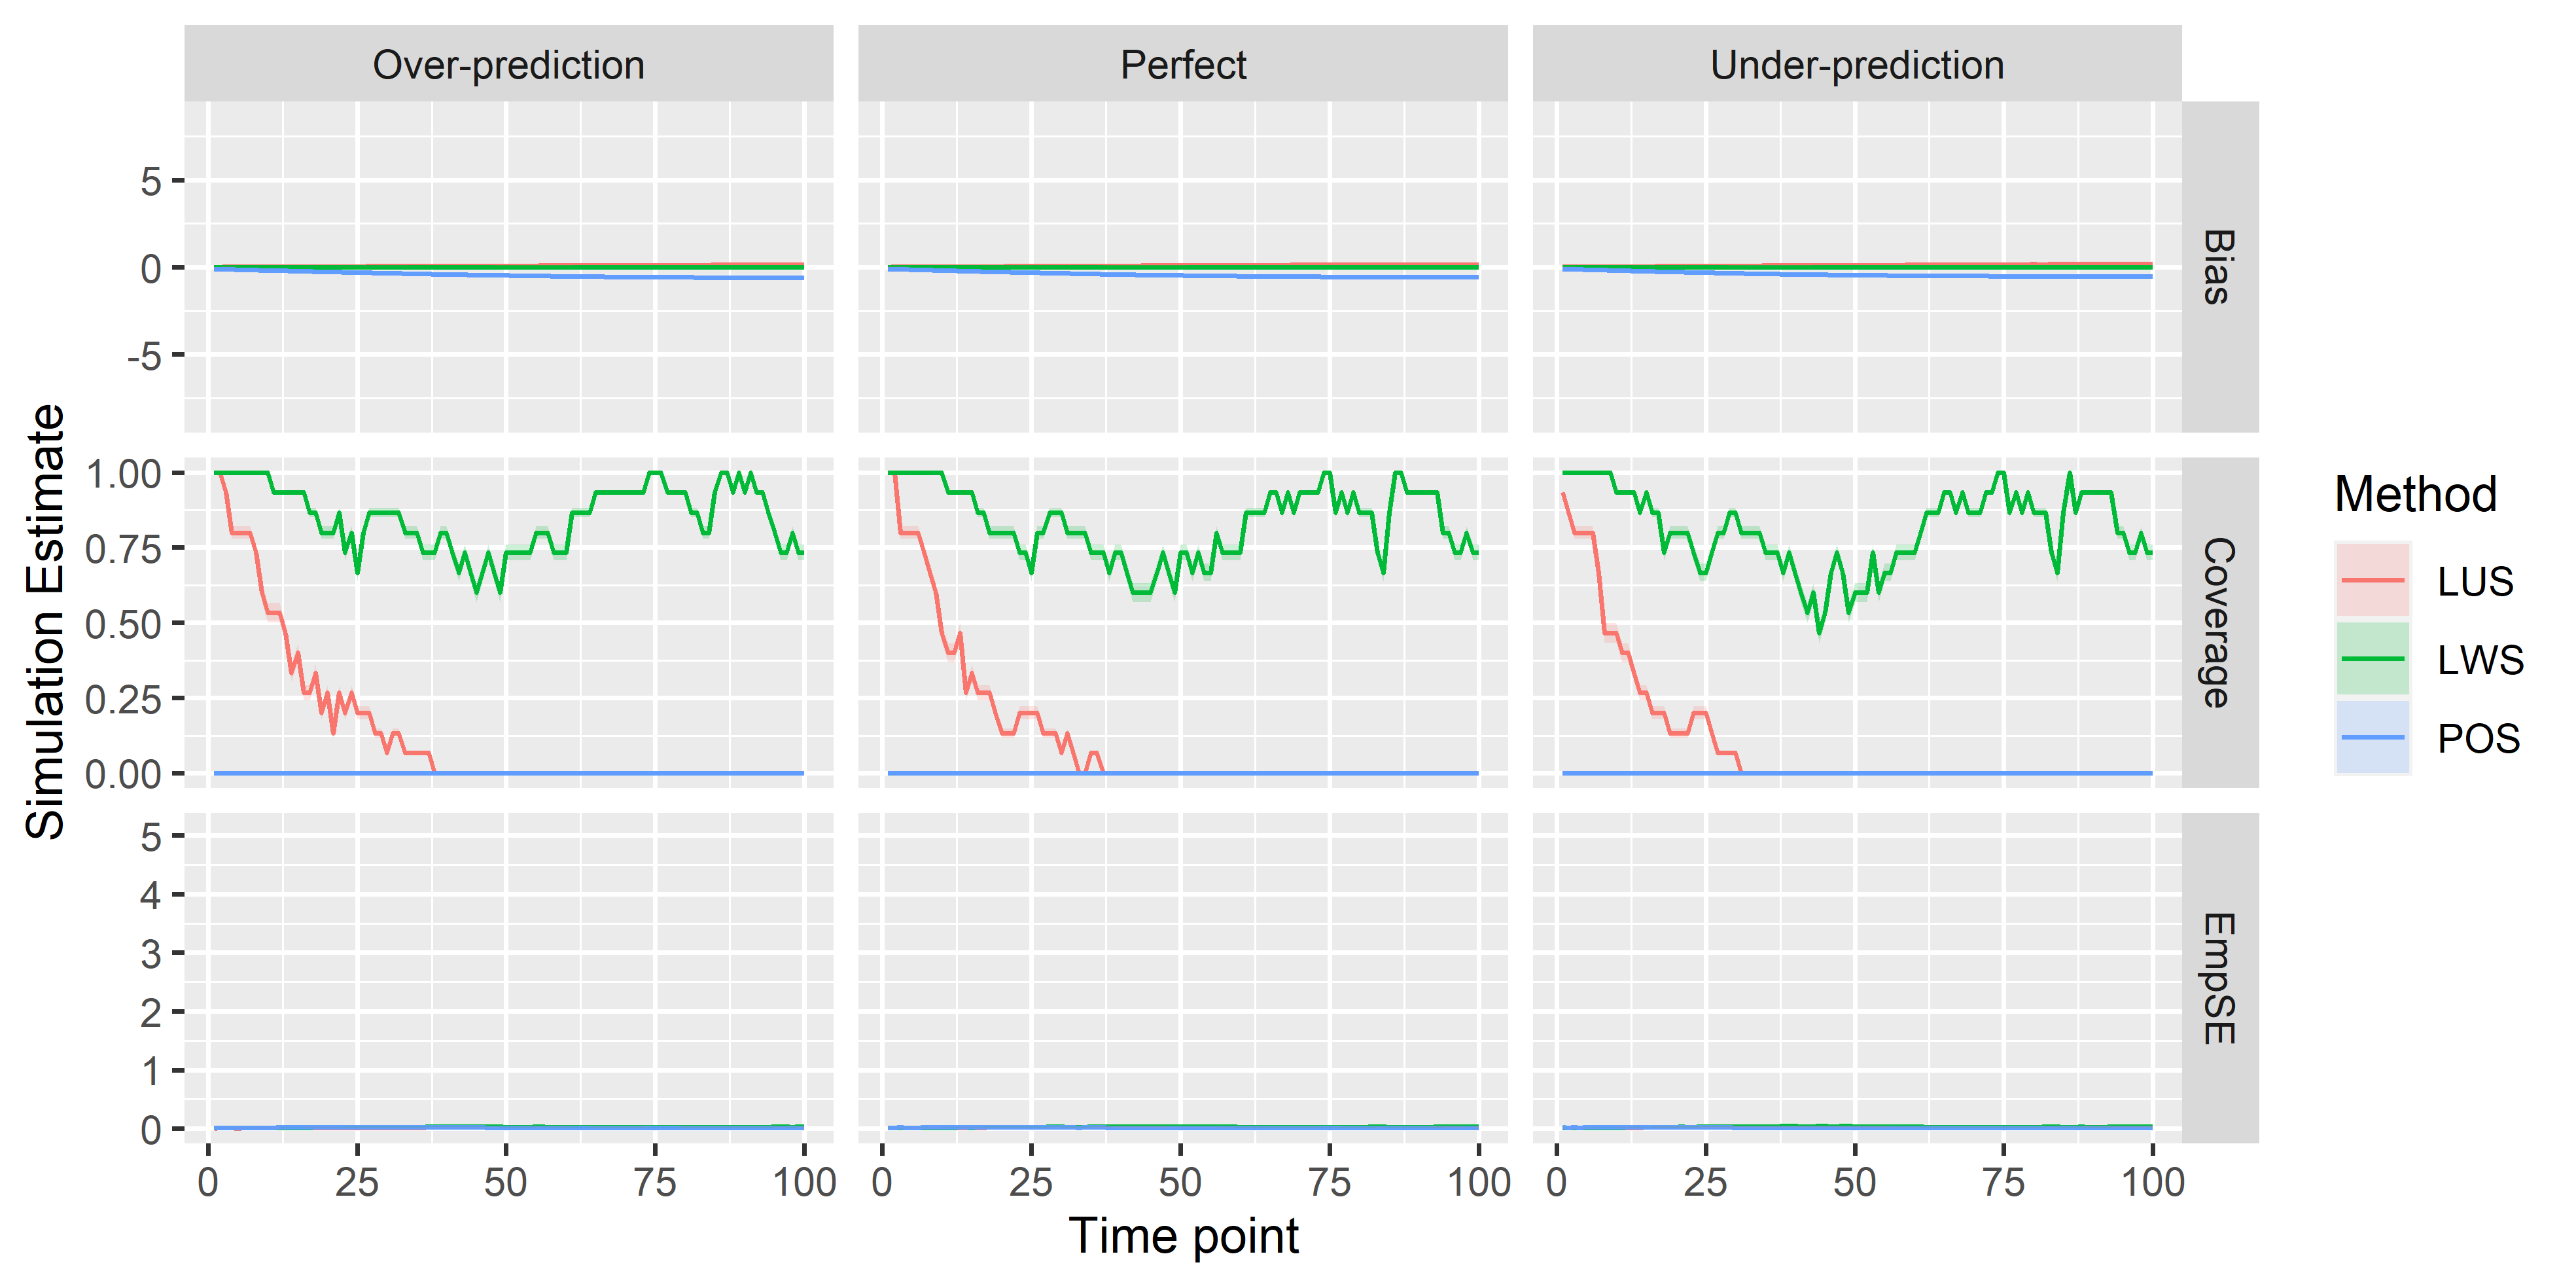 Over-prediction
Perfect
Under-prediction
5
0
-5
Bias
Simulation Estimate
1.00
0.75
0.50
0.25
0.00
Coverage
5
4
3
2
1
0
EmpSE
0 25 50 75 100
0 25 50 75 100
0 25 50 75 100
Time point
Method
LUS
LWS
POS